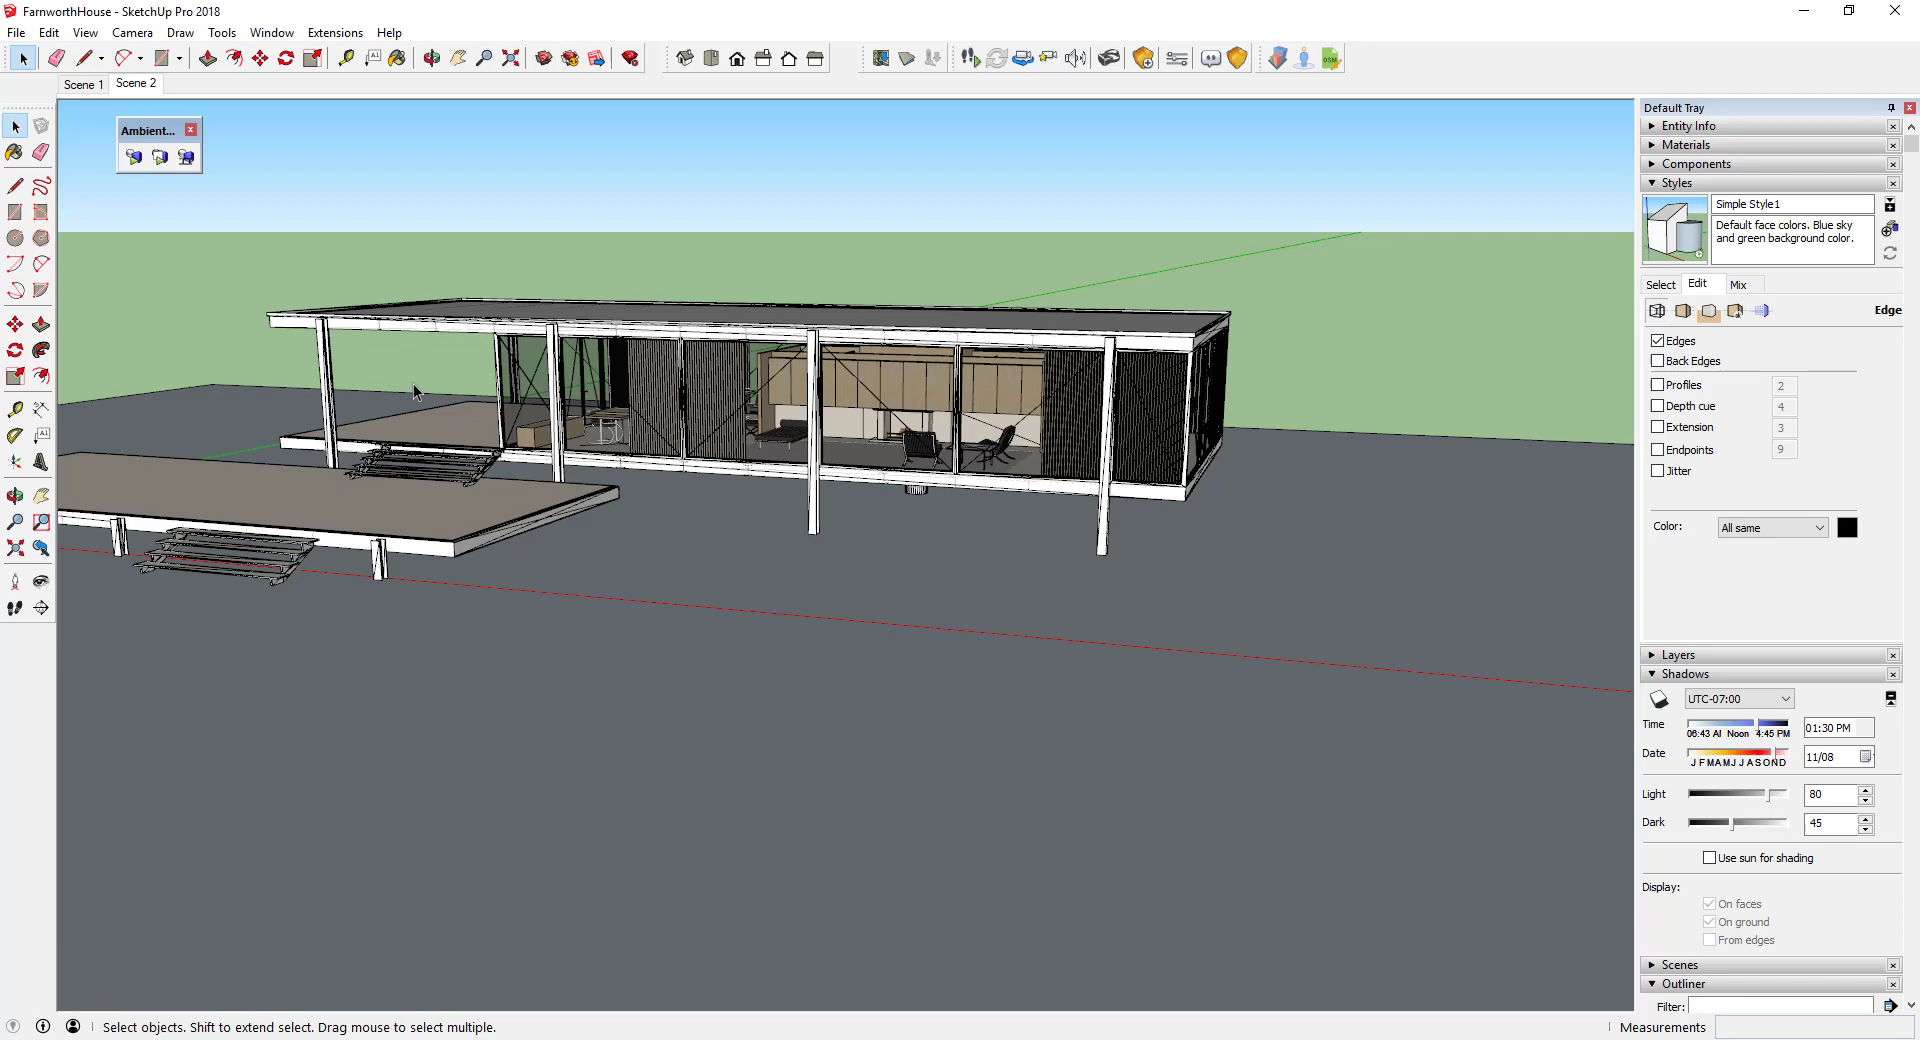 FarnworthHouse - SketchUp Pro 2018
File Edit View Camera Draw Tools Window Extensions Help
Scene 1 Scene 2
Ambient...
Default Tray
Entity Info
Materials
Components
Styles
Simple Style1
Default face colors. Blue sky
and green background color.
Select Edit Mix
Edge
Edges
Back Edges
Profiles 2
Depth cue 4
Extension 3
Endpoints 9
Jitter
Color: All same
Layers
Shadows
UTC-07:00
Time 06:43 AI Noon 4:45 PM 01:30 PM
Date J F M A M J J A S O N D 11/08
Light 80
Dark 45
Use sun for shading
Display:
On faces
On ground
From edges
Scenes
Outliner
Filter:
Select objects. Shift to extend select. Drag mouse to select multiple.
Measurements